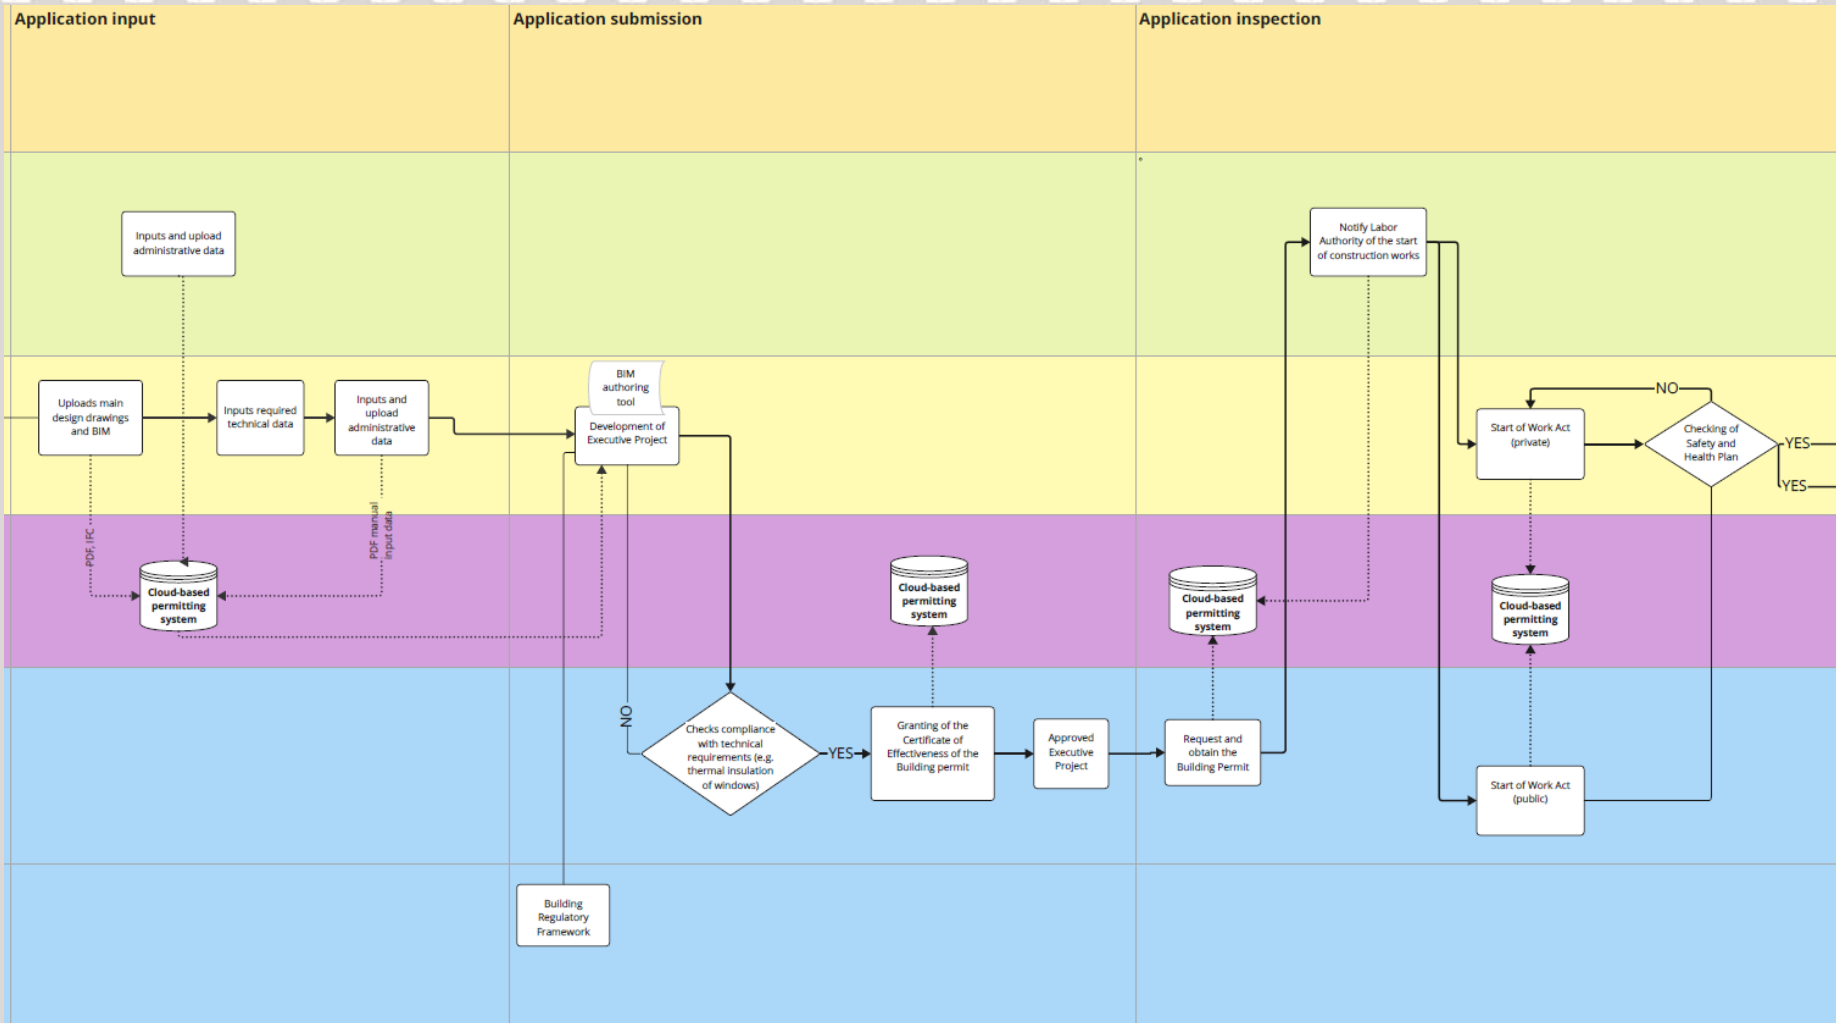 Application input
Application submission
Application inspection
Inputs and upload
administrative data
Notify Labor
Authority of the start
of construction works
Uploads main
design drawings
and BIM
Inputs required
technical data
Inputs and
upload
administrative
data
BIM
authoring
tool
Development of
Executive Project
Start of Work Act
(private)
NO
Checking of
Safety and
Health Plan
YES
YES
PDF, IFC
PDF manual
input data
Cloud-based
permitting
system
Cloud-based
permitting
system
Cloud-based
permitting
system
Cloud-based
permitting
system
NO
Checks compliance
with technical
requirements (e.g.
thermal insulation
of windows)
YES
Granting of the
Certificate of
Effectiveness of the
Building permit
Approved
Executive
Project
Request and
obtain the
Building Permit
Start of Work Act
(public)
Building
Regulatory
Framework